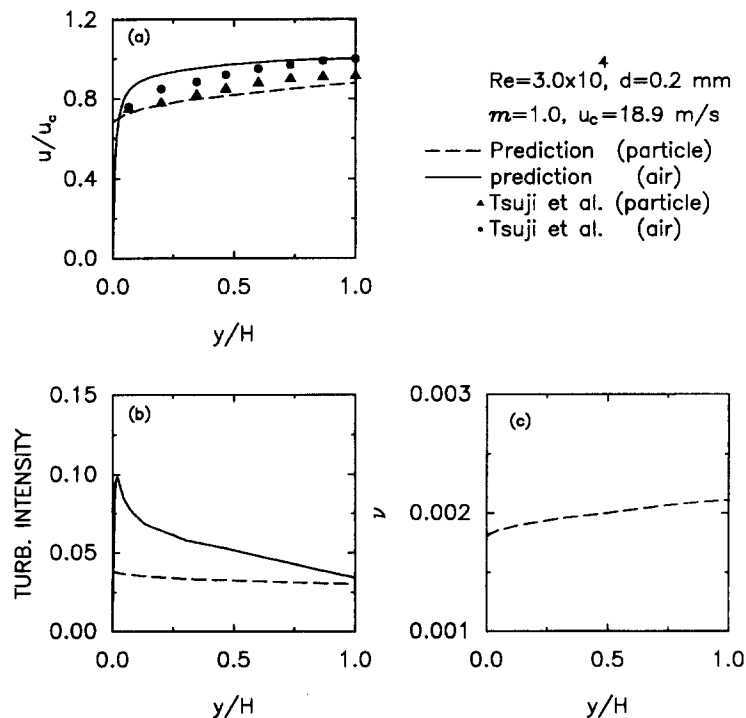 1.2
0.8
0.4
0.0
u/u_c
(a)
0.0 0.5 1.0
y/H
Re=3.0x10^4, d=0.2 mm
m=1.0, u_c=18.9 m/s
Prediction (particle)
prediction (air)
Tsuji et al. (particle)
Tsuji et al. (air)
0.15
0.10
0.05
0.00
TURB. INTENSITY
(b)
0.0 0.5 1.0
y/H
0.003
0.002
0.001
ν
(c)
0.0 0.5 1.0
y/H